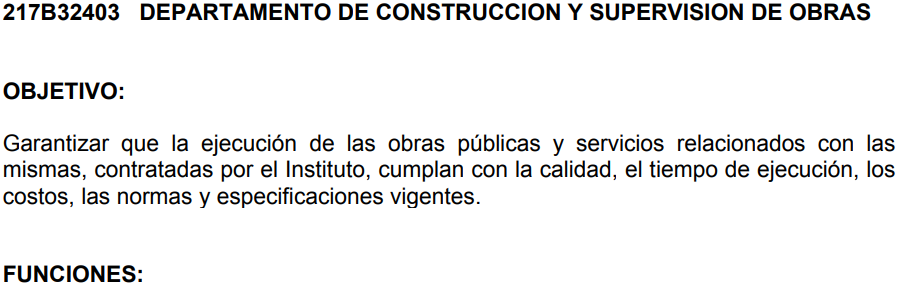 217B32403 DEPARTAMENTO DE CONSTRUCCION Y SUPERVISION DE OBRAS
OBJETIVO:
Garantizar que la ejecución de las obras públicas y servicios relacionados con las
mismas, contratadas por el Instituto, cumplan con la calidad, el tiempo de ejecución, los
costos, las normas y especificaciones vigentes.
FUNCIONES: